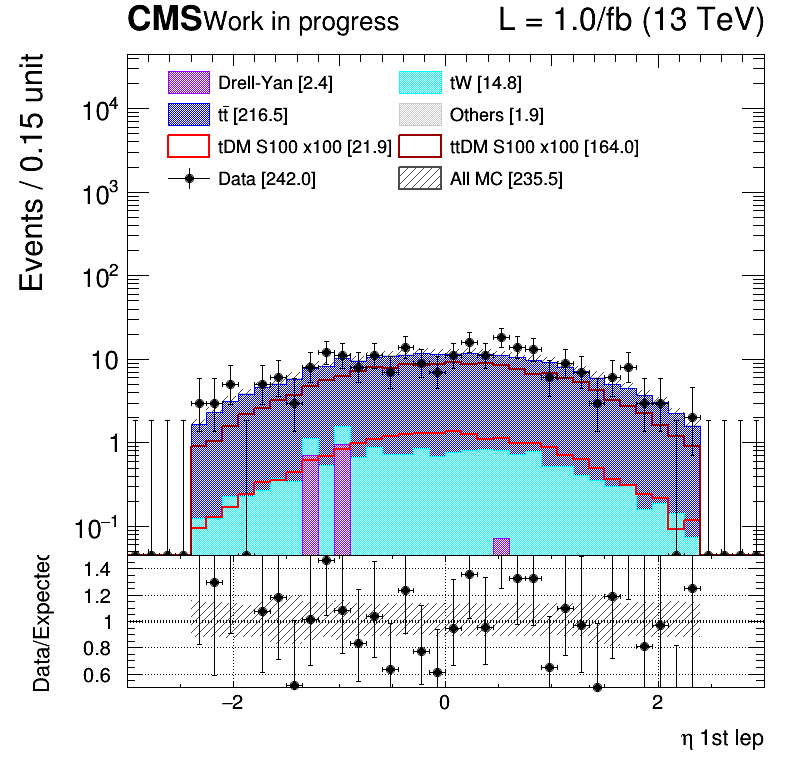 CMS Work in progress L = 1.0/fb (13 TeV)
Events / 0.15 unit
Drell-Yan [2.4] tW [14.8]
tt̄ [216.5] Others [1.9]
tDM S100 x100 [21.9] ttDM S100 x100 [164.0]
Data [242.0] All MC [235.5]
10⁴
10³
10²
10
1
10⁻¹
Data/Expected
1.4
1.2
1
0.8
0.6
−2 0 2
η 1st lep